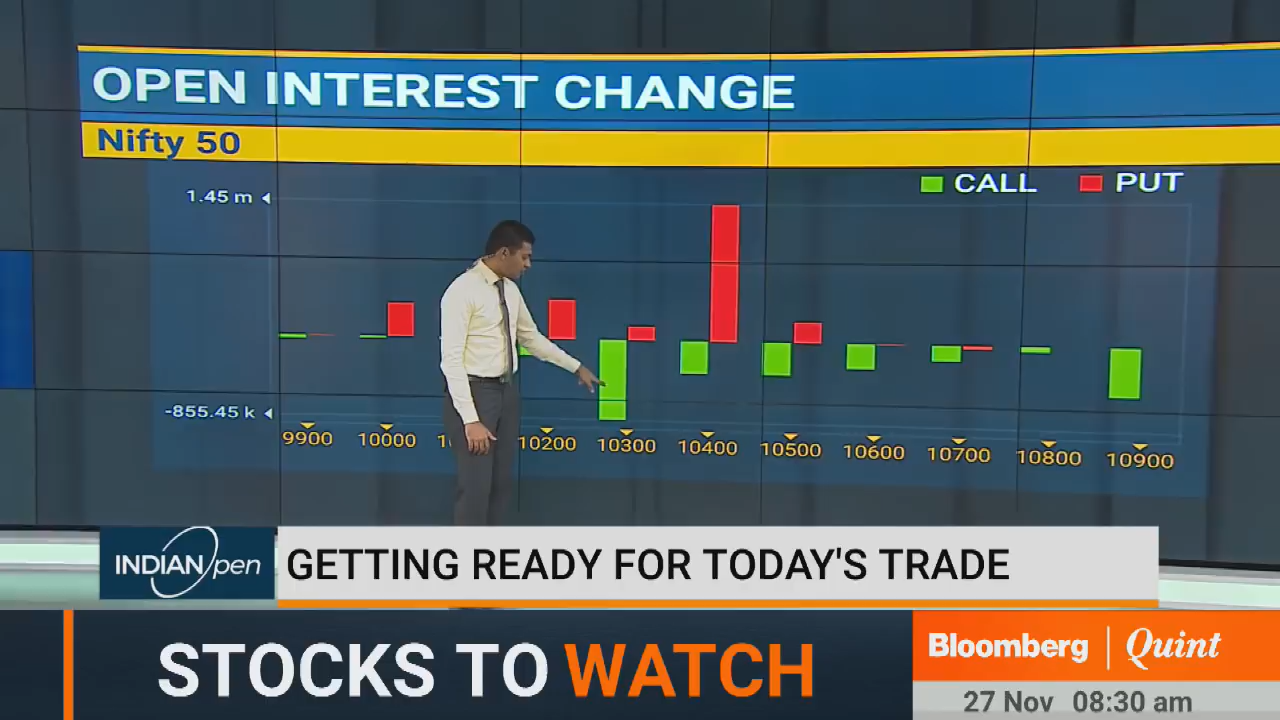 OPEN INTEREST CHANGE
Nifty 50
CALL PUT
1.45 m
-855.45 k
9900 10000 10200 10300 10400 10500 10600 10700 10800 10900
INDIAN Open GETTING READY FOR TODAY'S TRADE
STOCKS TO WATCH
Bloomberg | Quint
27 Nov 08:30 am